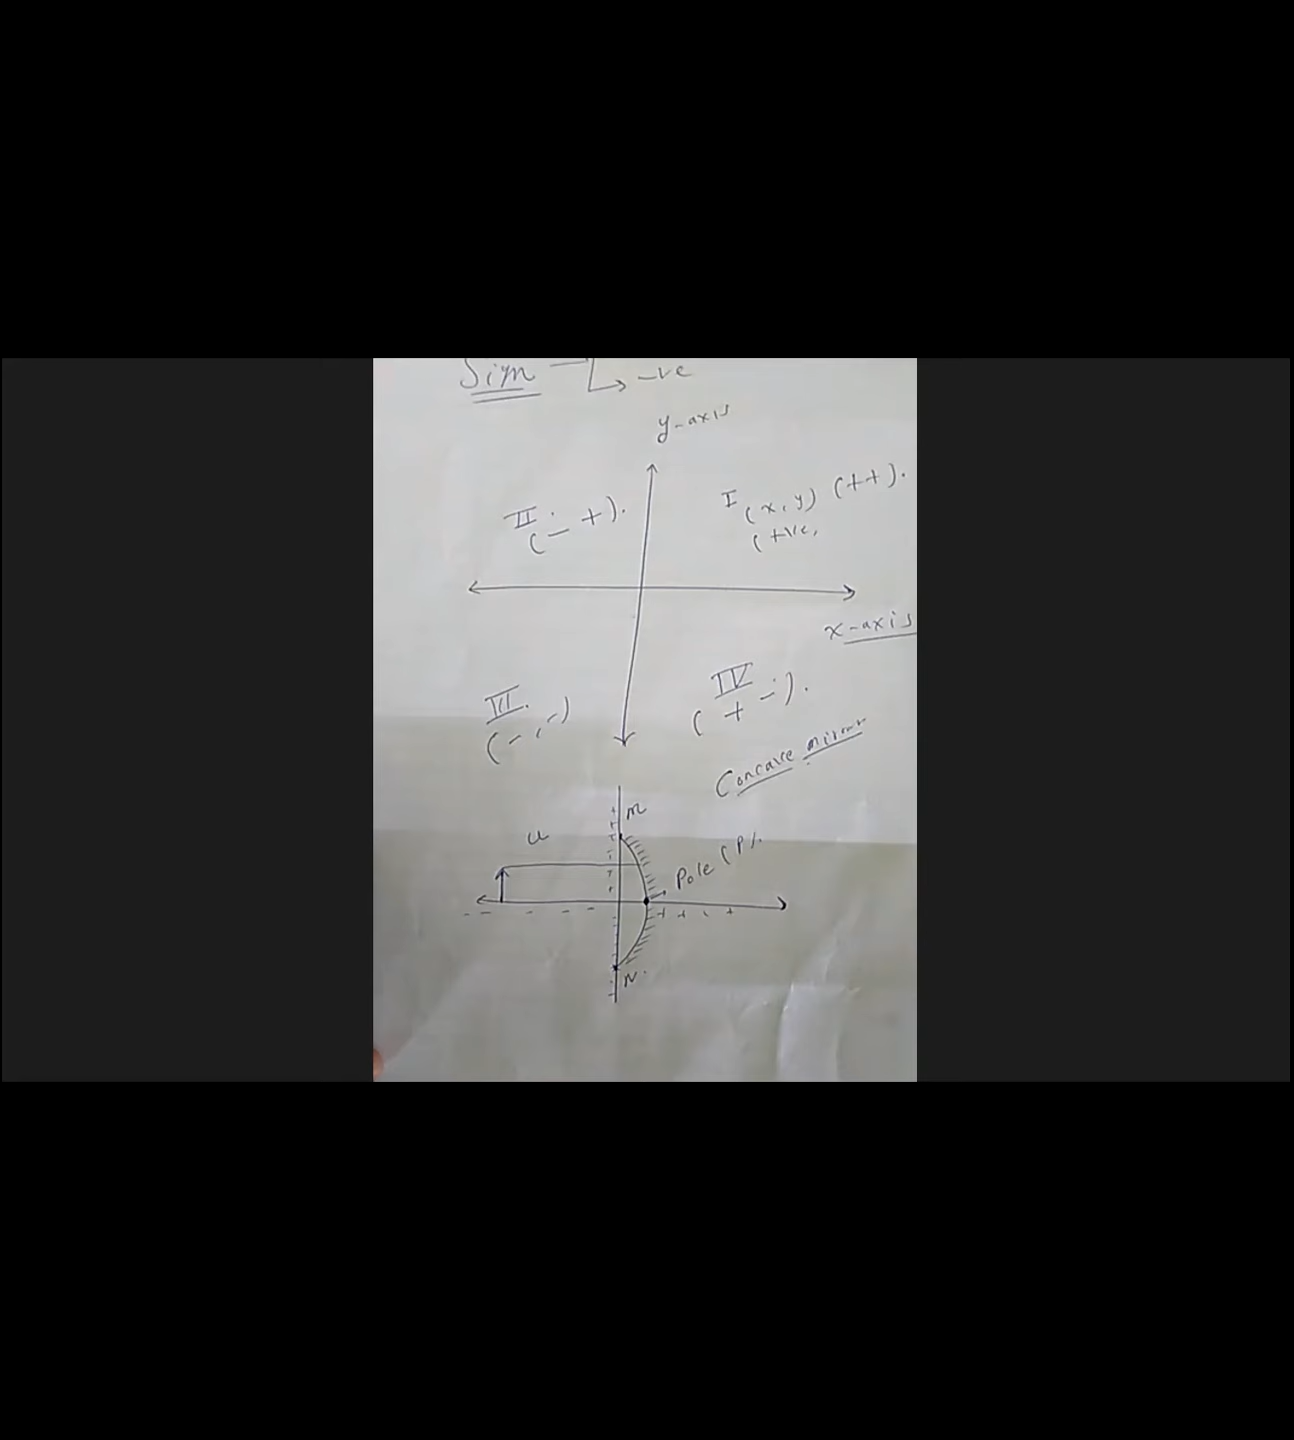 Sign → -ve
y-axis
II (- +).
I (x, y) (++).
(+ve,
x-axis
III. (-,-)
IV (+ -).
Concave mirror
M
u
Pole (P).
- - - - -
+ + + +
N.